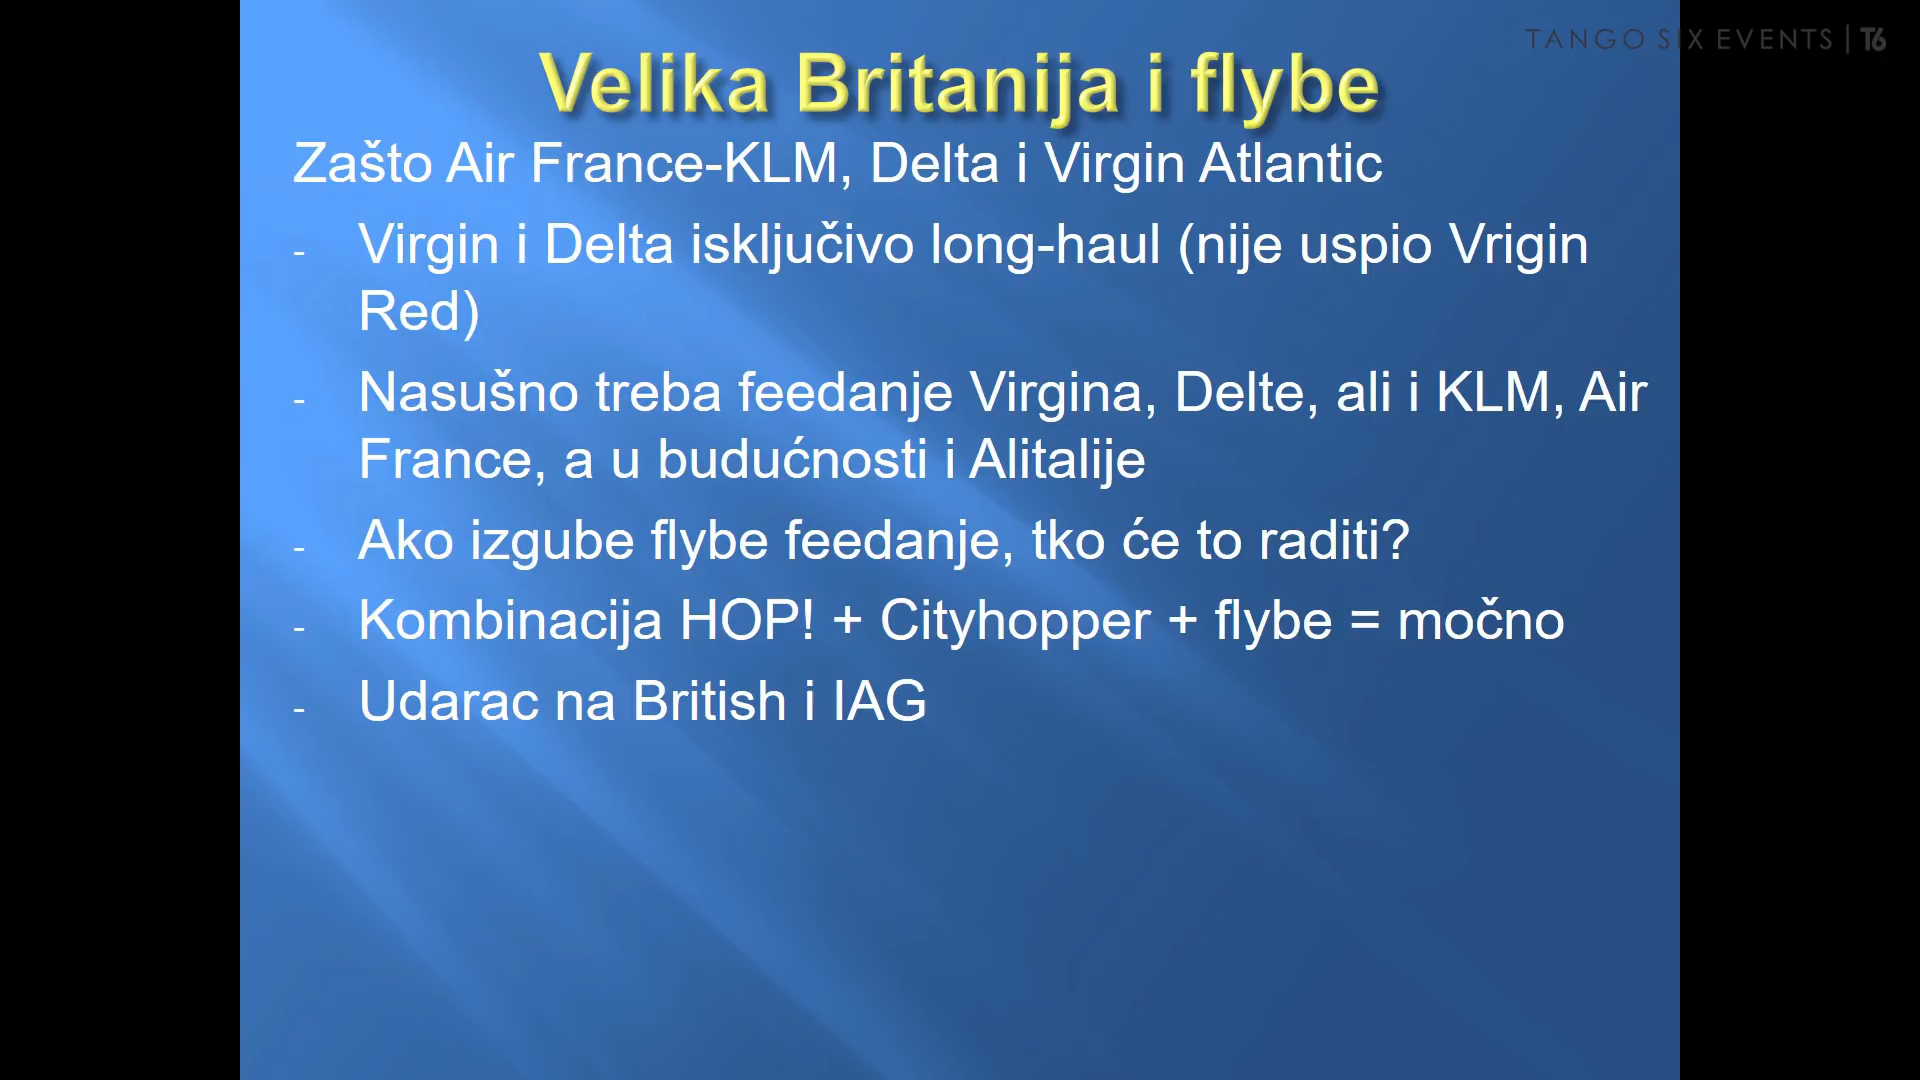 TANGO SIX EVENTS | T6
Velika Britanija i flybe
Zašto Air France-KLM, Delta i Virgin Atlantic
- Virgin i Delta isključivo long-haul (nije uspio Vrigin
Red)
- Nasušno treba feedanje Virgina, Delte, ali i KLM, Air
France, a u budućnosti i Alitalije
- Ako izgube flybe feedanje, tko će to raditi?
- Kombinacija HOP! + Cityhopper + flybe = močno
- Udarac na British i IAG